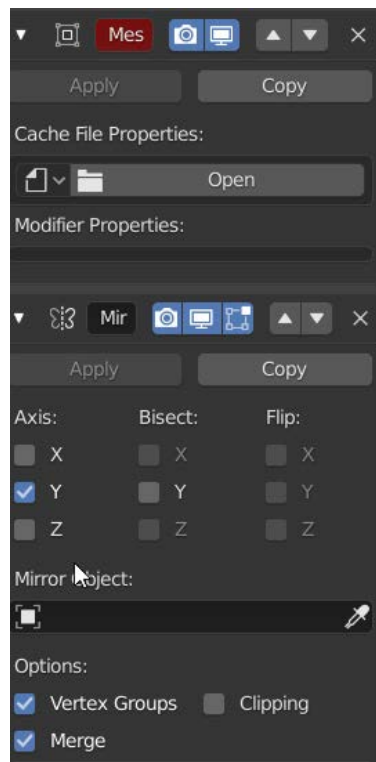 Mes
Apply Copy
Cache File Properties:
Open
Modifier Properties:
Mir
Apply Copy
Axis: Bisect: Flip:
X X X
Y Y Y
Z Z Z
Mirror Object:
Options:
Vertex Groups Clipping
Merge